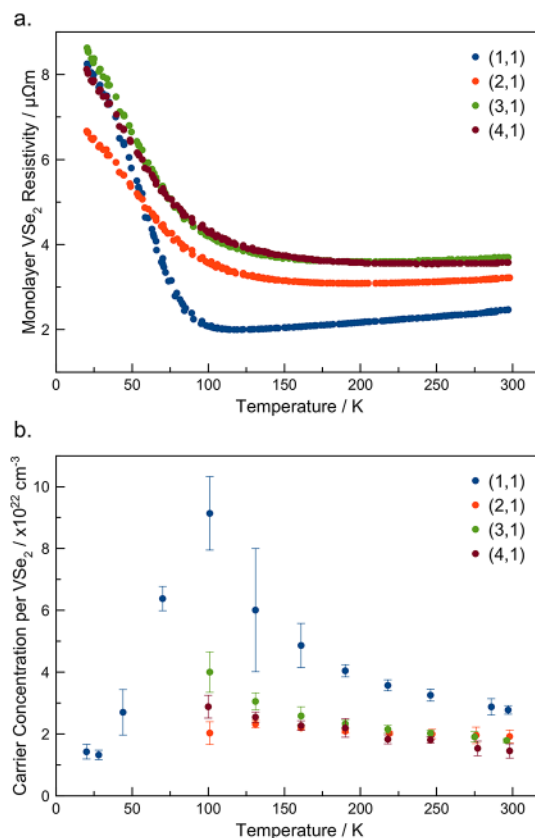 a.
(1,1)
(2,1)
(3,1)
(4,1)
Monolayer VSe₂ Resistivity / µΩm
8
6
4
2
0 50 100 150 200 250 300
Temperature / K
b.
(1,1)
(2,1)
(3,1)
(4,1)
Carrier Concentration per VSe₂ / x10²² cm⁻³
10
8
6
4
2
0
0 50 100 150 200 250 300
Temperature / K